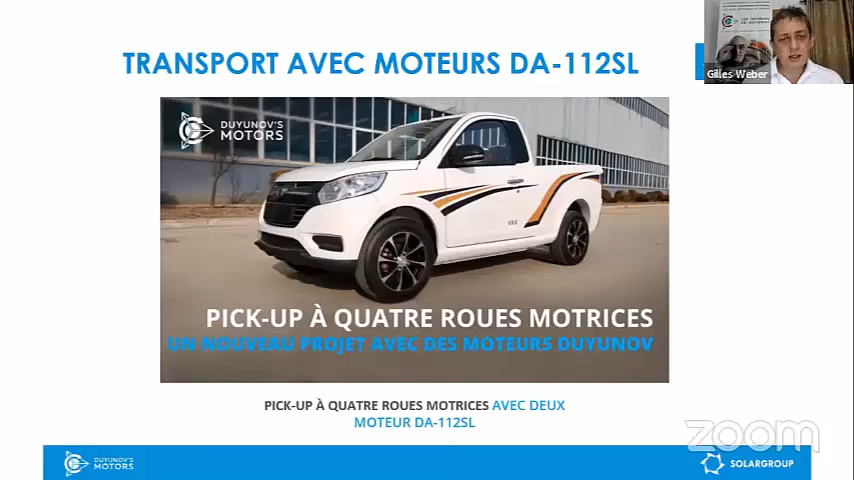 TRANSPORT AVEC MOTEURS DA-112SL
Gilles Weber
DUYUNOV'S
MOTORS
PICK-UP À QUATRE ROUES MOTRICES
UN NOUVEAU PROJET AVEC DES MOTEURS DUYUNOV
PICK-UP À QUATRE ROUES MOTRICES AVEC DEUX
MOTEUR DA-112SL
zoom
DUYUNOV'S
MOTORS
SOLARGROUP